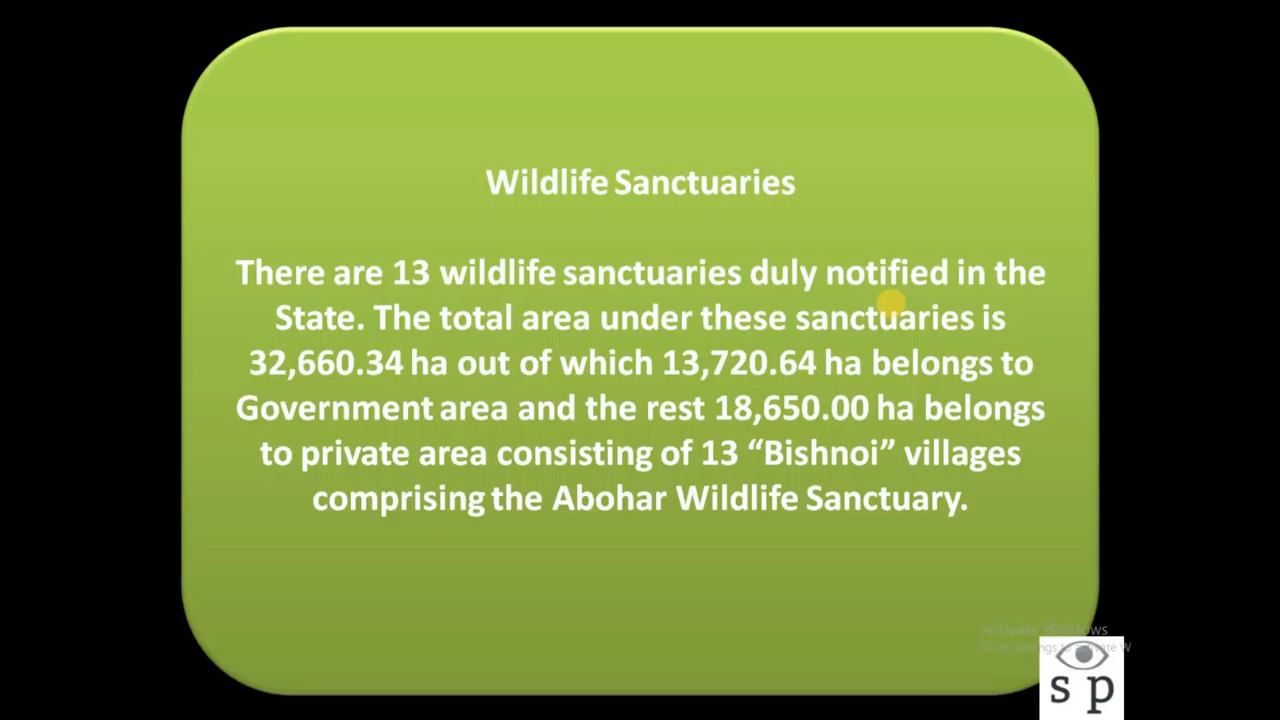 Wildlife Sanctuaries
There are 13 wildlife sanctuaries duly notified in the
State. The total area under these sanctuaries is
32,660.34 ha out of which 13,720.64 ha belongs to
Government area and the rest 18,650.00 ha belongs
to private area consisting of 13 “Bishnoi” villages
comprising the Abohar Wildlife Sanctuary.
Activate Windows
s p